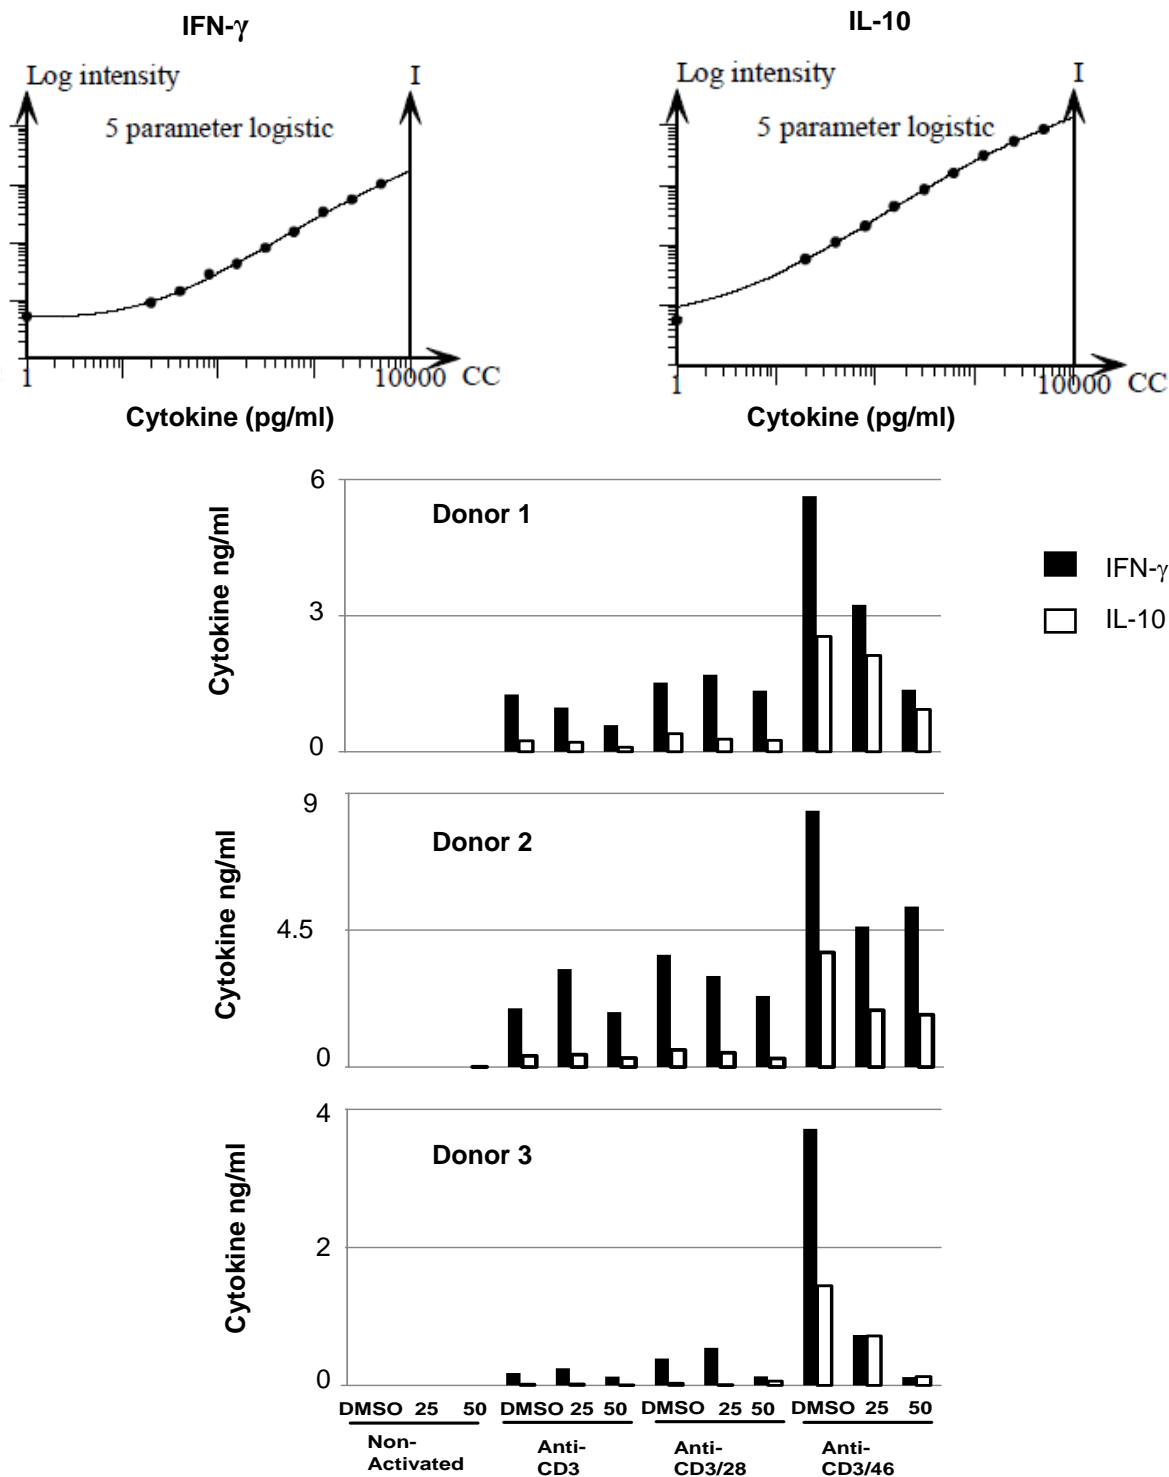 IFN-γ
IL-10
Log intensity
I
5 parameter logistic
1
10000 CC
Cytokine (pg/ml)
Log intensity
I
5 parameter logistic
1
10000 CC
Cytokine (pg/ml)
Cytokine ng/ml
6
3
0
Donor 1
IFN-γ
IL-10
Cytokine ng/ml
9
4.5
0
Donor 2
Cytokine ng/ml
4
2
0
Donor 3
DMSO 25 50 DMSO 25 50 DMSO 25 50 DMSO 25 50
Non-
Activated
Anti-
CD3
Anti-
CD3/28
Anti-
CD3/46